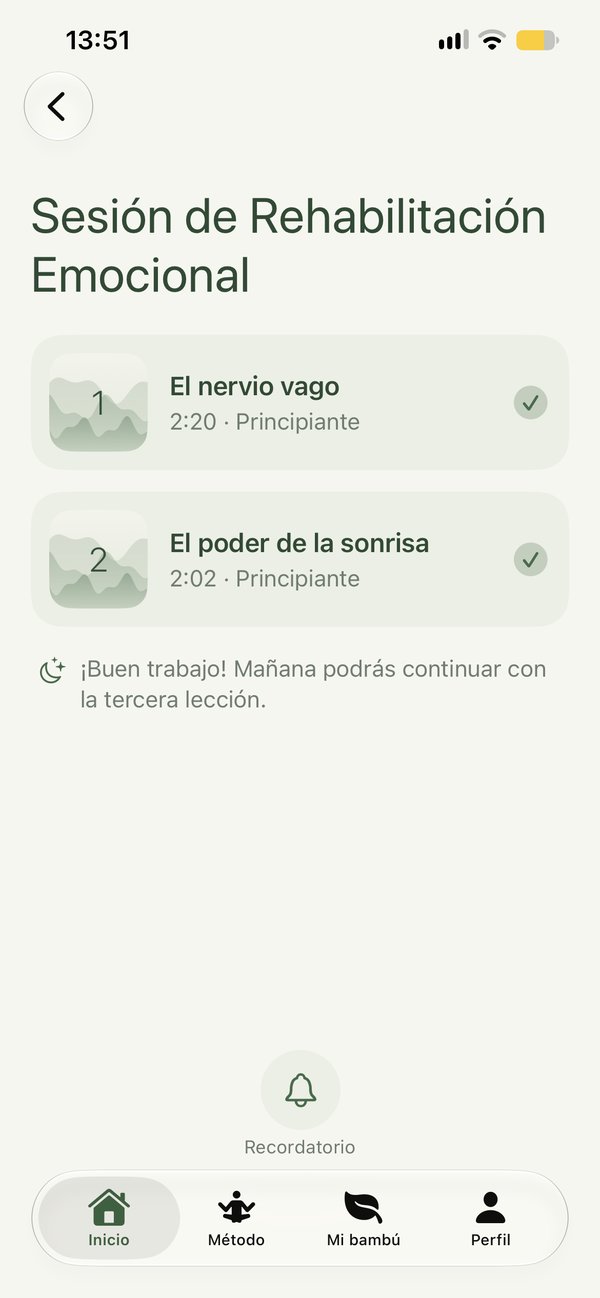 13:51
Sesión de Rehabilitación
Emocional
1
El nervio vago
2:20 · Principiante
2
El poder de la sonrisa
2:02 · Principiante
¡Buen trabajo! Mañana podrás continuar con
la tercera lección.
Recordatorio
Inicio
Método
Mi bambú
Perfil